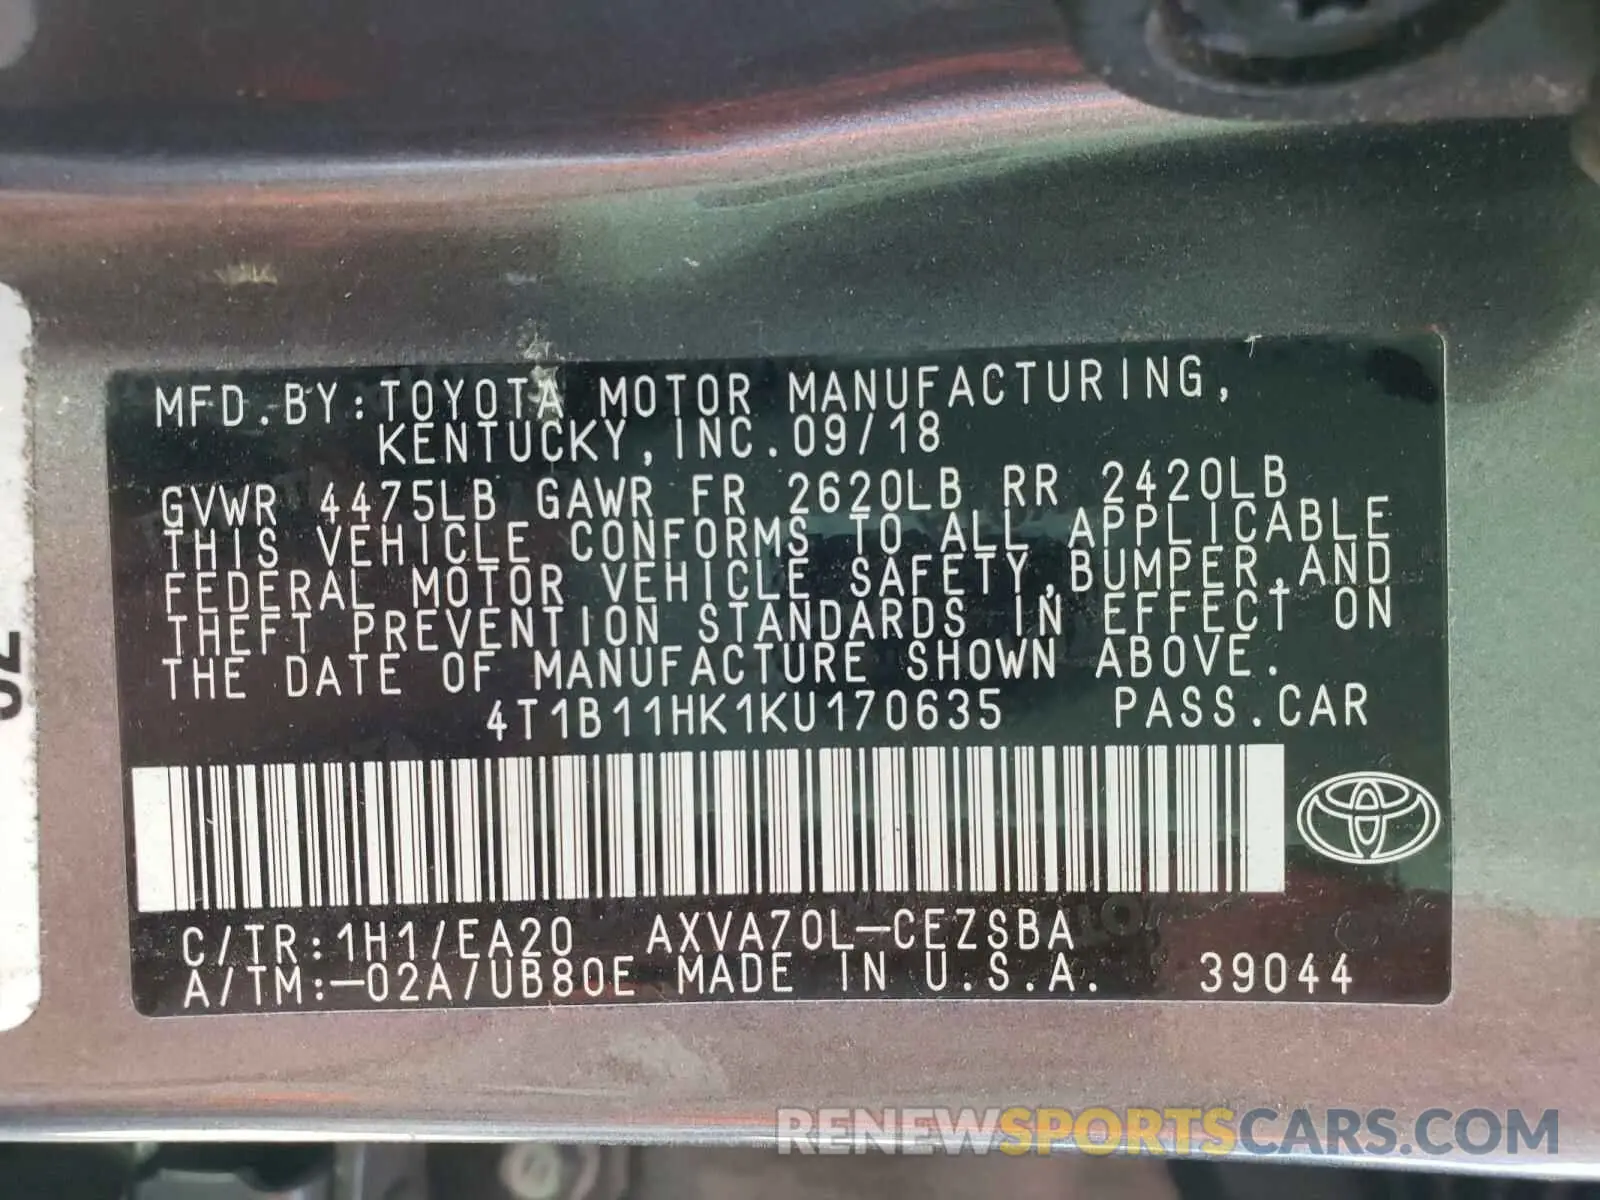 MFD.BY:TOYOTA MOTOR MANUFACTURING,
KENTUCKY,INC.09/18
GVWR 4475LB GAWR FR 2620LB RR 2420LB
THIS VEHICLE CONFORMS TO ALL APPLICABLE
FEDERAL MOTOR VEHICLE SAFETY,BUMPER,AND
THEFT PREVENTION STANDARDS IN EFFECT ON
THE DATE OF MANUFACTURE SHOWN ABOVE.
4T1B11HK1KU170635 PASS.CAR
C/TR:1H1/EA20 AXVA70L-CEZSBA
A/TM:-02A/UB80E MADE IN U.S.A. 39044
RENEWSPORTSCARS.COM